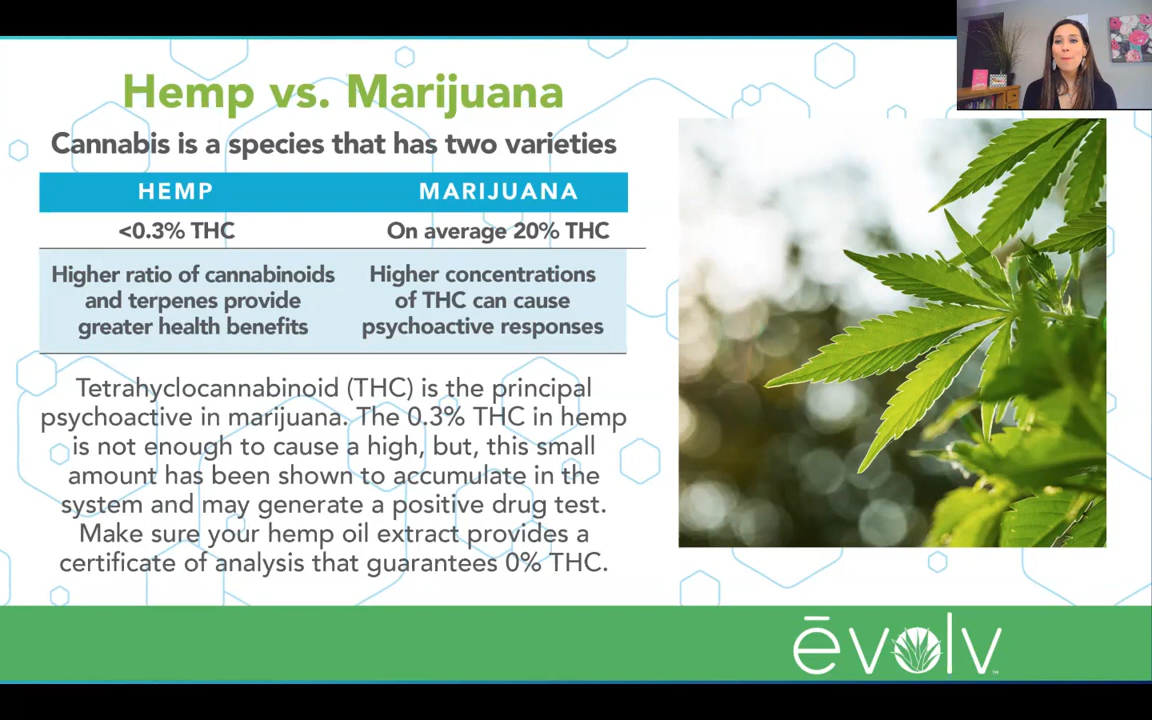 Hemp vs. Marijuana
Cannabis is a species that has two varieties
HEMP MARIJUANA
<0.3% THC On average 20% THC
Higher ratio of cannabinoids
and terpenes provide
greater health benefits
Higher concentrations
of THC can cause
psychoactive responses
Tetrahyclocannabinoid (THC) is the principal
psychoactive in marijuana. The 0.3% THC in hemp
is not enough to cause a high, but, this small
amount has been shown to accumulate in the
system and may generate a positive drug test.
Make sure your hemp oil extract provides a
certificate of analysis that guarantees 0% THC.
ēvolv™